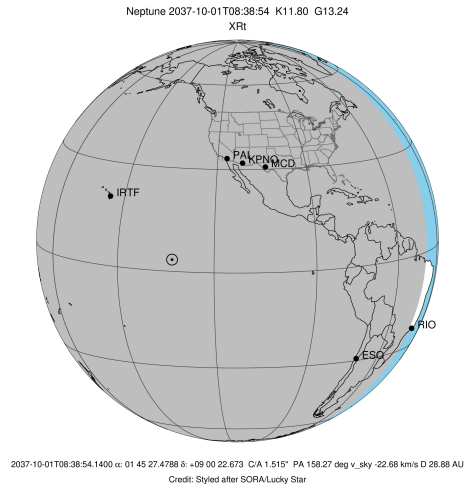 Neptune 2037-10-01T08:38:54 K11.80 G13.24
XRt
PAL
KPNO
MCD
IRTF
RIO
ESO
2037-10-01T08:38:54.1400 α: 01 45 27.4788 δ: +09 00 22.673 C/A 1.515" PA 158.27 deg v_sky -22.68 km/s D 28.88 AU
Credit: Styled after SORA/Lucky Star